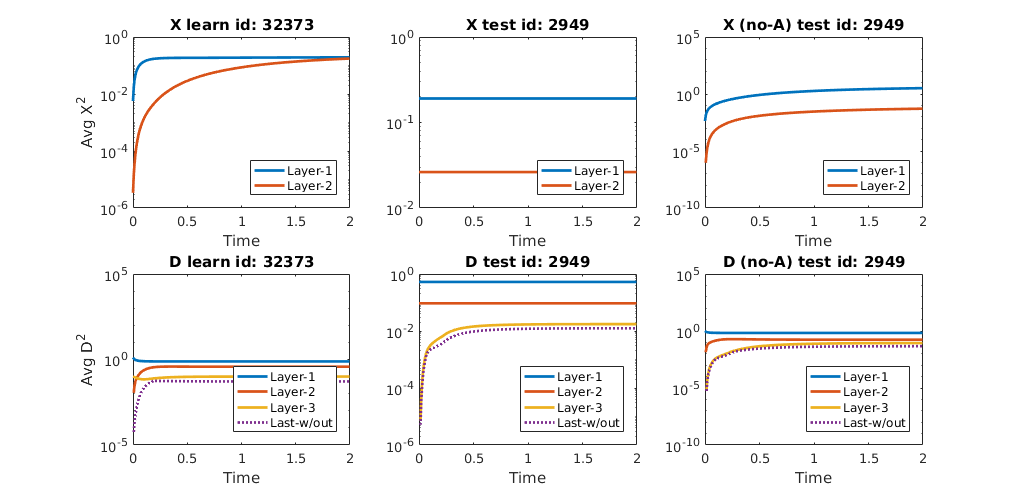 X learn id: 32373
10^0
10^-2
10^-4
10^-6
Avg X^2
0 0.5 1 1.5 2
Time
Layer-1
Layer-2
X test id: 2949
10^0
10^-1
10^-2
0 0.5 1 1.5 2
Time
Layer-1
Layer-2
X (no-A) test id: 2949
10^5
10^0
10^-5
10^-10
0 0.5 1 1.5 2
Time
Layer-1
Layer-2
D learn id: 32373
10^5
10^0
10^-5
Avg D^2
0 0.5 1 1.5 2
Time
Layer-1
Layer-2
Layer-3
Last-w/out
D test id: 2949
10^0
10^-2
10^-4
10^-6
0 0.5 1 1.5 2
Time
Layer-1
Layer-2
Layer-3
Last-w/out
D (no-A) test id: 2949
10^5
10^0
10^-5
10^-10
0 0.5 1 1.5 2
Time
Layer-1
Layer-2
Layer-3
Last-w/out